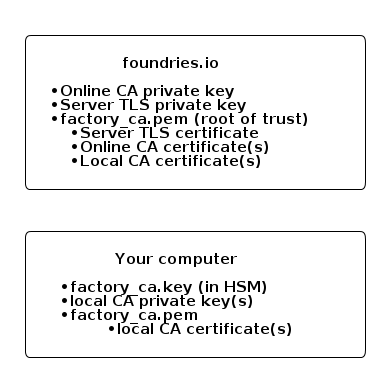 foundries.io
•Online CA private key
•Server TLS private key
•factory_ca.pem (root of trust)
•Server TLS certificate
•Online CA certificate(s)
•Local CA certificate(s)
Your computer
•factory_ca.key (in HSM)
•local CA private key(s)
•factory_ca.pem
•local CA certificate(s)